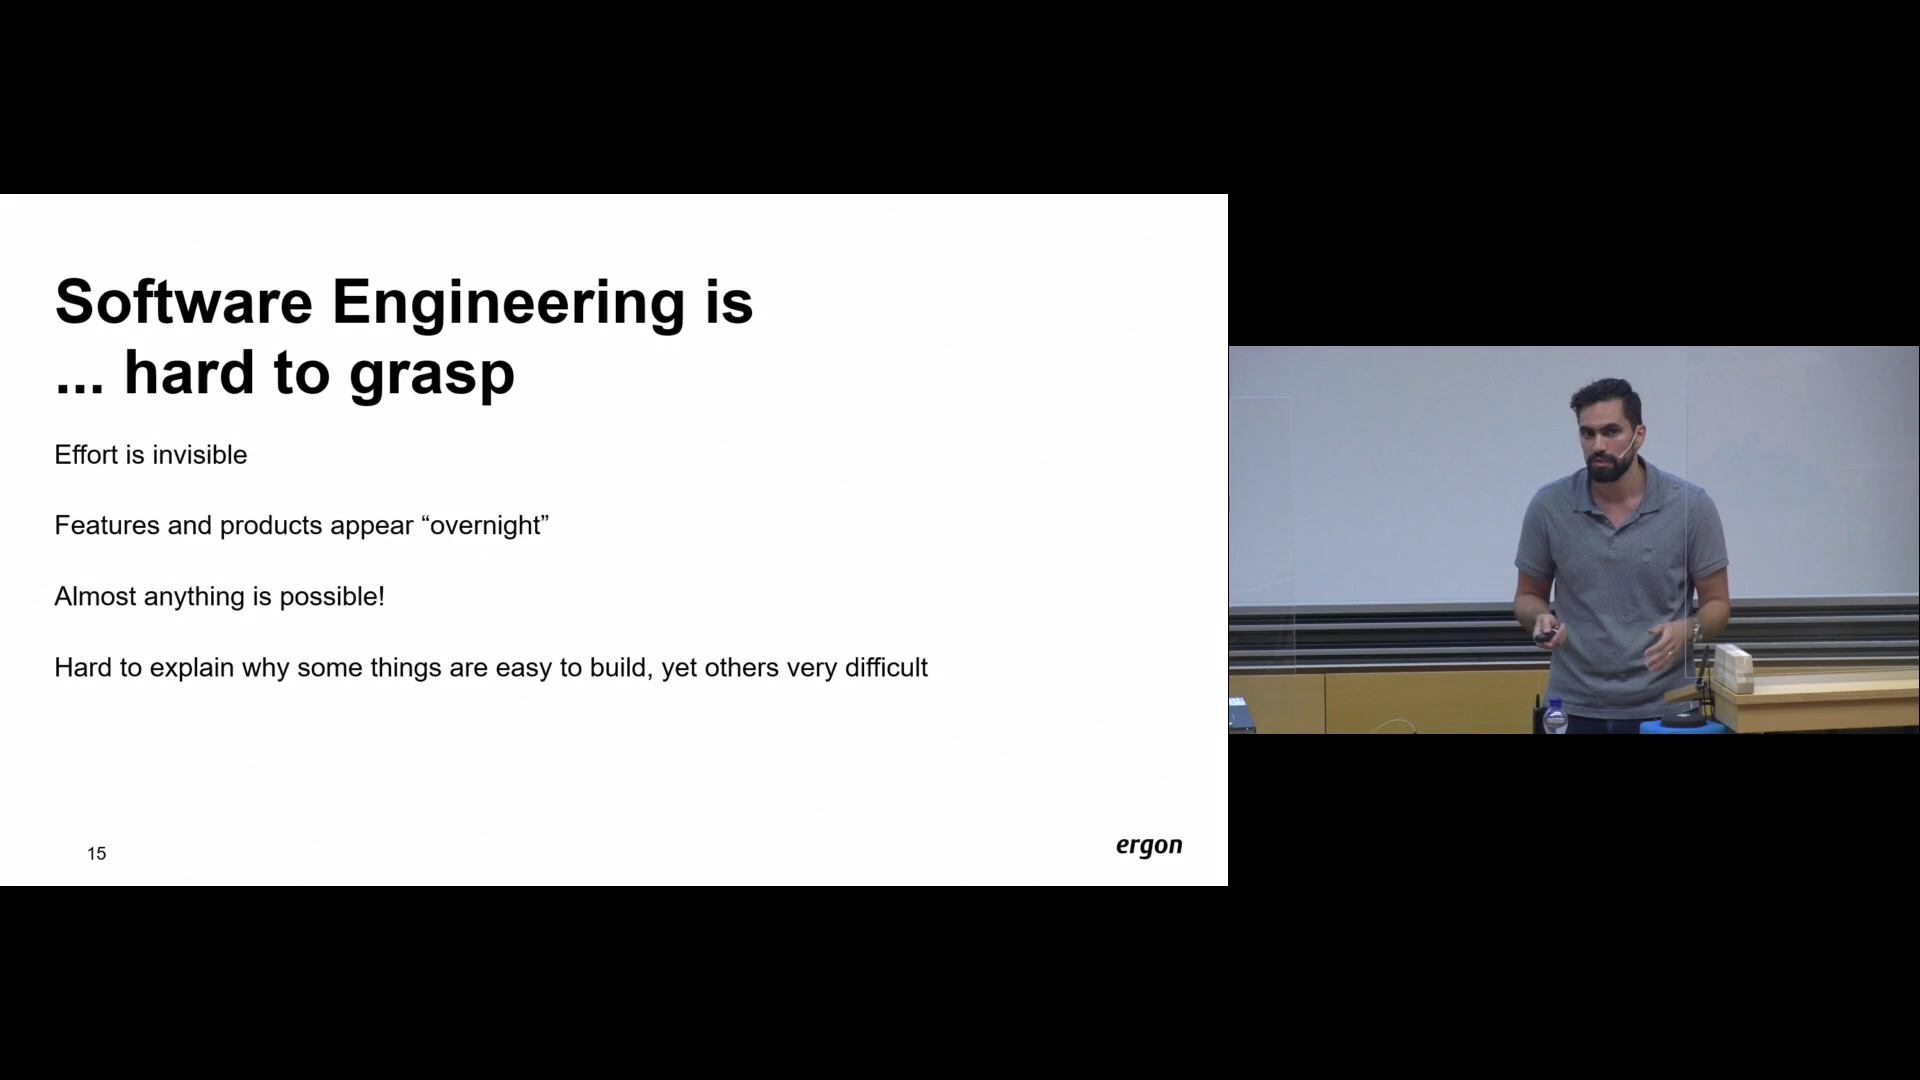 Software Engineering is
... hard to grasp
Effort is invisible
Features and products appear “overnight”
Almost anything is possible!
Hard to explain why some things are easy to build, yet others very difficult
15
ergon